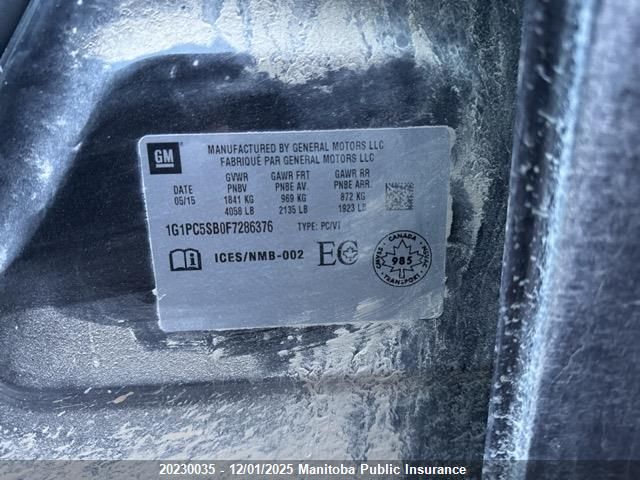 GM
MANUFACTURED BY GENERAL MOTORS LLC
FABRIQUÉ PAR GENERAL MOTORS LLC
GVWR GAWR FRT GAWR RR
DATE PNBV PNBE AV. PNBE ARR.
05/15 1841 KG 969 KG 872 KG
4058 LB 2135 LB 1923 LB
1G1PC5SB0F7286376 TYPE: PC/VT
ICES/NMB-002 EC
CANADA
985
TRANSPORT
20230035 - 12/01/2025 Manitoba Public Insurance